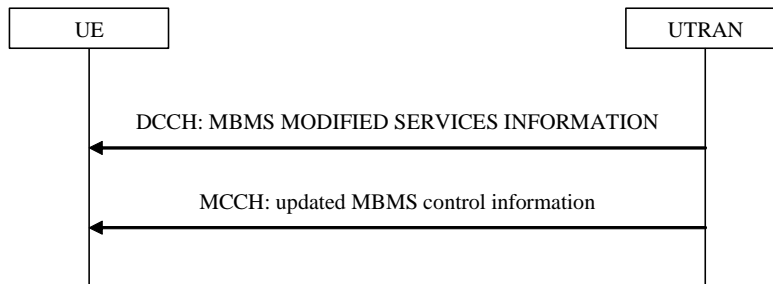 UE
UTRAN
DCCH: MBMS MODIFIED SERVICES INFORMATION
MCCH: updated MBMS control information